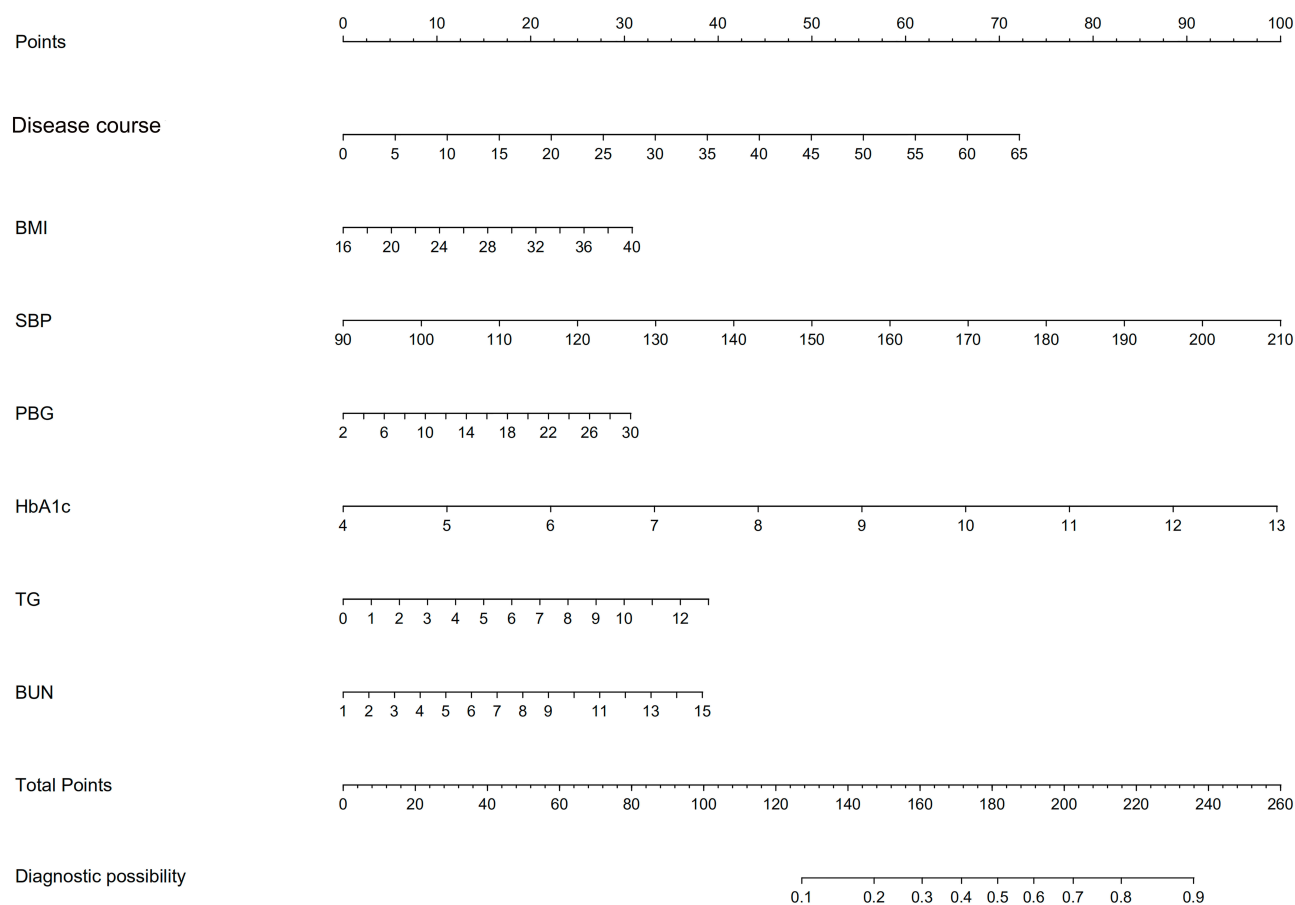 0 10 20 30 40 50 60 70 80 90 100
Points
Disease course
0 5 10 15 20 25 30 35 40 45 50 55 60 65
BMI
16 20 24 28 32 36 40
SBP
90 100 110 120 130 140 150 160 170 180 190 200 210
PBG
2 6 10 14 18 22 26 30
HbA1c
4 5 6 7 8 9 10 11 12 13
TG
0 1 2 3 4 5 6 7 8 9 10 12
BUN
1 2 3 4 5 6 7 8 9 11 13 15
Total Points
0 20 40 60 80 100 120 140 160 180 200 220 240 260
Diagnostic possibility
0.1 0.2 0.3 0.4 0.5 0.6 0.7 0.8 0.9